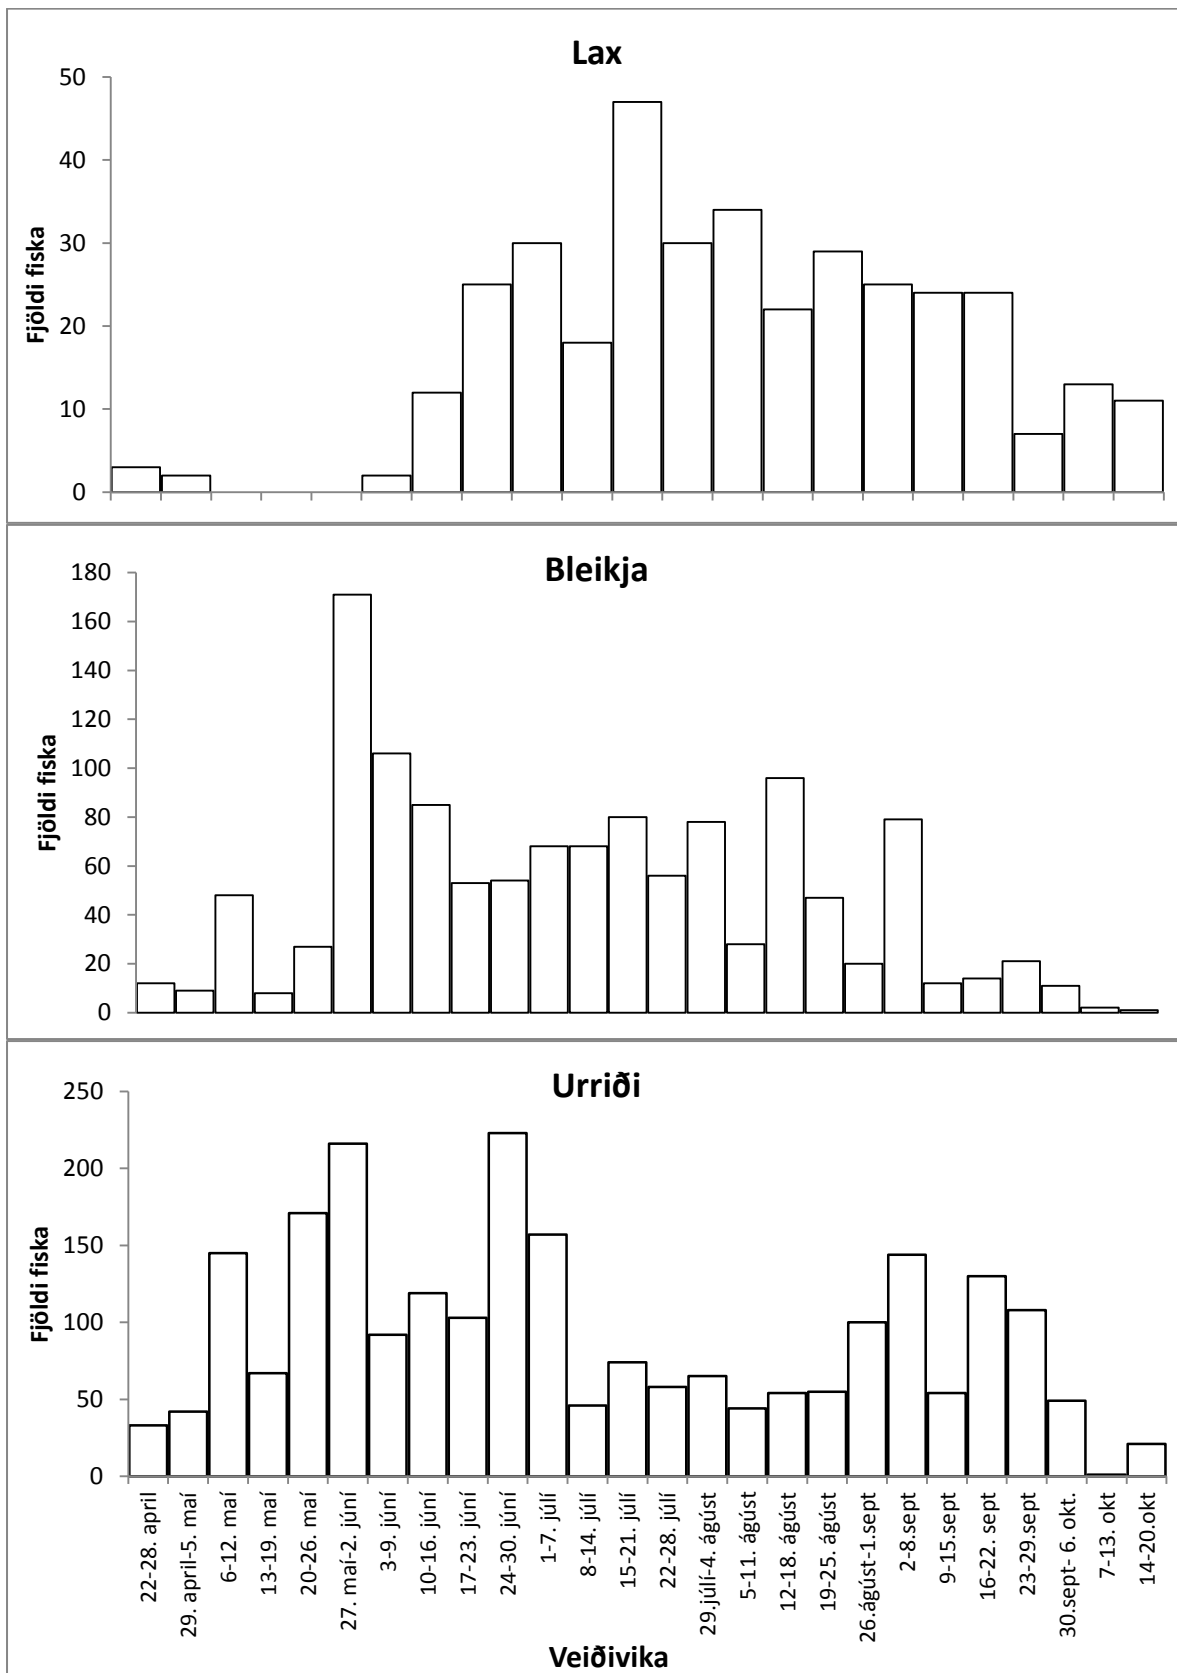 Lax
50
40
30
20
10
0
Fjöldi fiska
Bleikja
180
160
140
120
100
80
60
40
20
0
Fjöldi fiska
Urriði
250
200
150
100
50
0
Fjöldi fiska
22-28. april
29. april-5. maí
6-12. maí
13-19. maí
20-26. maí
27. maí-2. júní
3-9. júní
10-16. júní
17-23. júní
24-30. júní
1-7. júlí
8-14. júlí
15-21. júlí
22-28. júlí
29.júlí-4. ágúst
5-11. ágúst
12-18. ágúst
19-25. ágúst
26.ágúst-1.sept
2-8.sept
9-15.sept
16-22. sept
23-29.sept
30.sept- 6. okt.
7-13. okt
14-20.okt
Veiðivika